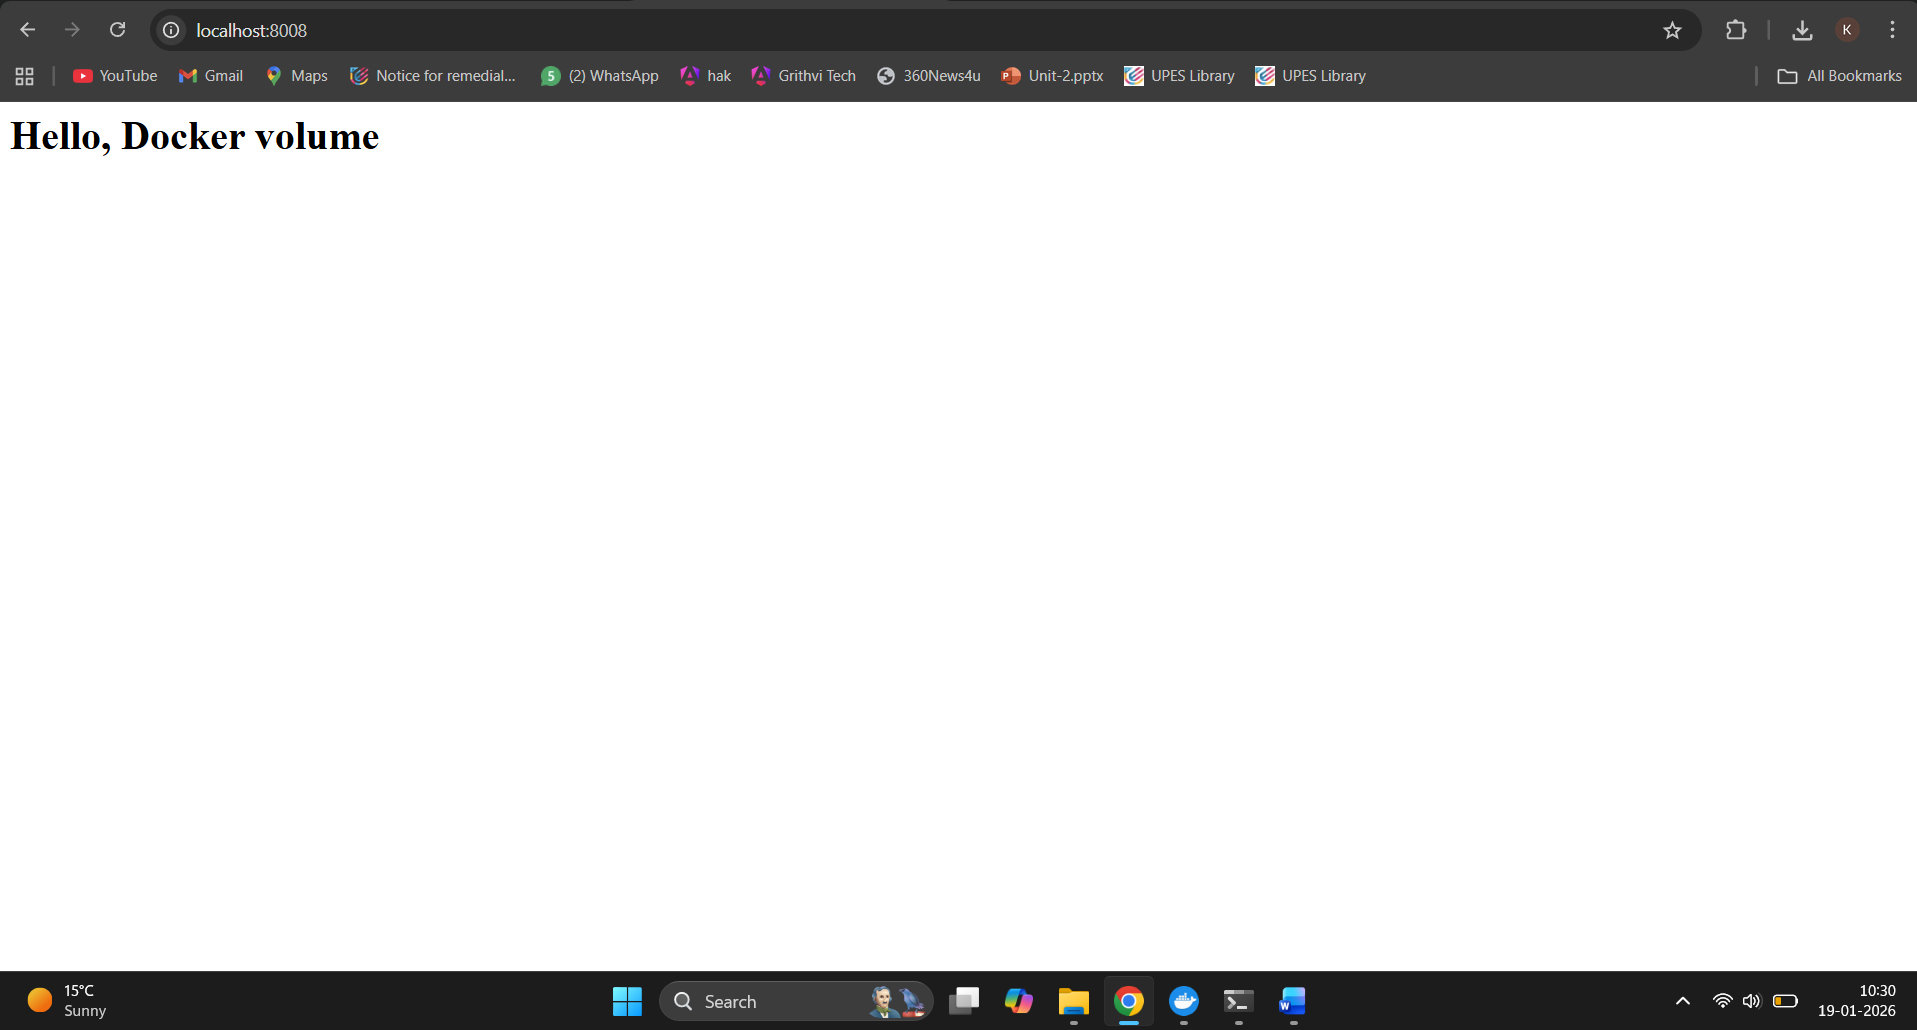 localhost:8008
K
YouTube
Gmail
Maps
Notice for remedial...
5
(2) WhatsApp
hak
Grithvi Tech
360News4u
P
Unit-2.pptx
UPES Library
UPES Library
All Bookmarks
Hello, Docker volume
15°C
Sunny
Search
W
10:30
19-01-2026